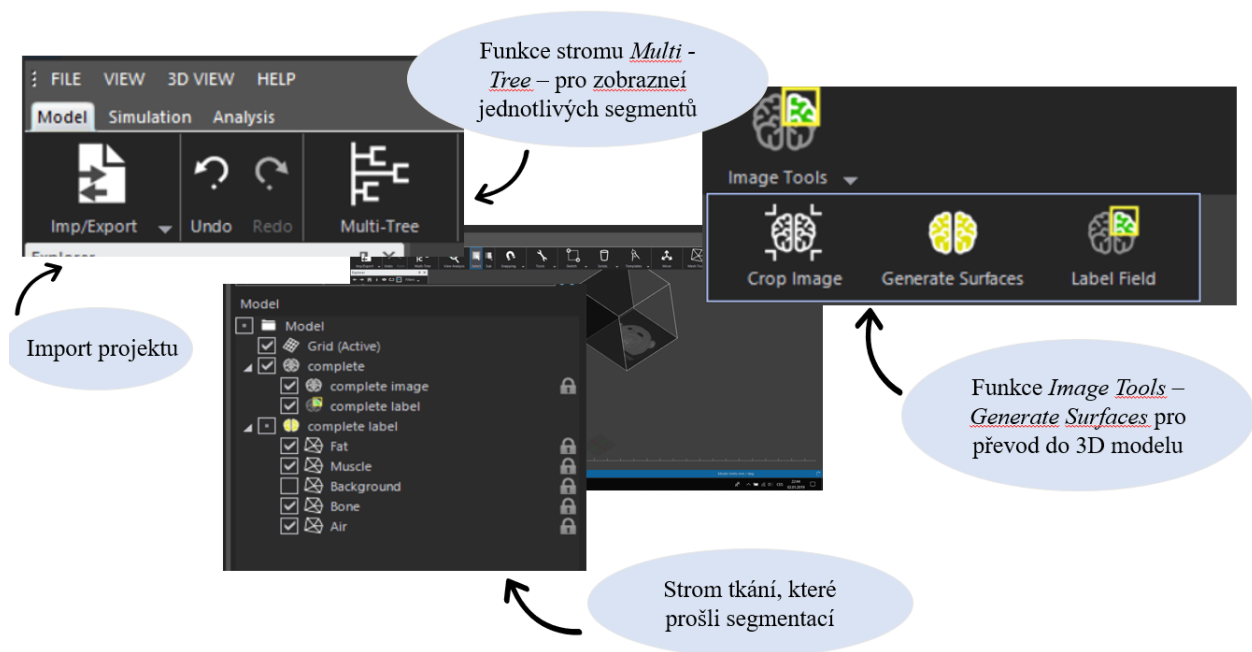 Funkce stromu Multi -
Tree – pro zobrazneí
jednotlivých segmentů
FILE VIEW 3D VIEW HELP
Model Simulation Analysis
Imp/Export Undo Redo Multi-Tree
Explorer
Import projektu
Image Tools
Crop Image Generate Surfaces Label Field
Funkce Image Tools –
Generate Surfaces pro
převod do 3D modelu
Model
Model
Grid (Active)
complete
complete image
complete label
complete label
Fat
Muscle
Background
Bone
Air
Strom tkání, které
prošli segmentací